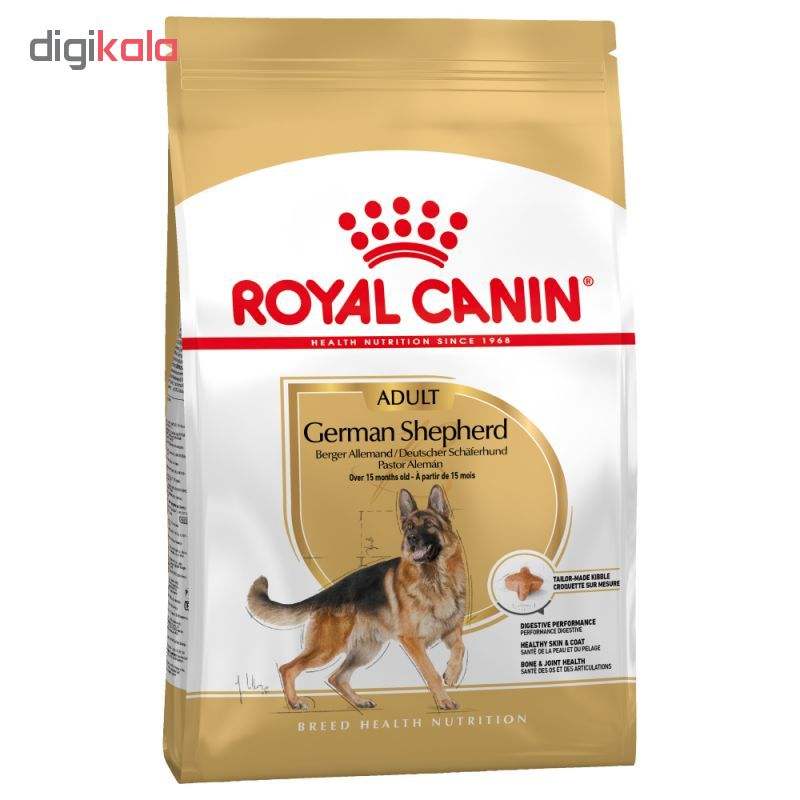 digikala
ROYAL CANIN®
HEALTH NUTRITION SINCE 1968
ADULT
German Shepherd
Berger Allemand/Deutscher Schäferhund
Pastor Alemán
Over 15 months old - À partir de 15 mois
TAILOR-MADE KIBBLE
CROQUETTE SUR MESURE
DIGESTIVE PERFORMANCE
PERFORMANCE DIGESTIVE
HEALTHY SKIN & COAT
SANTÉ DE LA PEAU ET DU PELAGE
BONE & JOINT HEALTH
SANTÉ DES OS ET DES ARTICULATIONS
BREED HEALTH NUTRITION